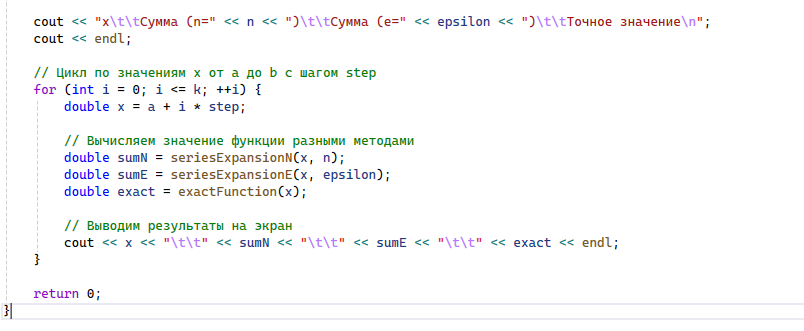 cout << "x\t\tСумма (n=" << n << ")\t\tСумма (e=" << epsilon << ")\t\tТочное значение\n";
cout << endl;
// Цикл по значениям x от a до b с шагом step
for (int i = 0; i <= k; ++i) {
double x = a + i * step;
// Вычисляем значение функции разными методами
double sumN = seriesExpansionN(x, n);
double sumE = seriesExpansionE(x, epsilon);
double exact = exactFunction(x);
// Выводим результаты на экран
cout << x << "\t\t" << sumN << "\t\t" << sumE << "\t\t" << exact << endl;
}
return 0;
}